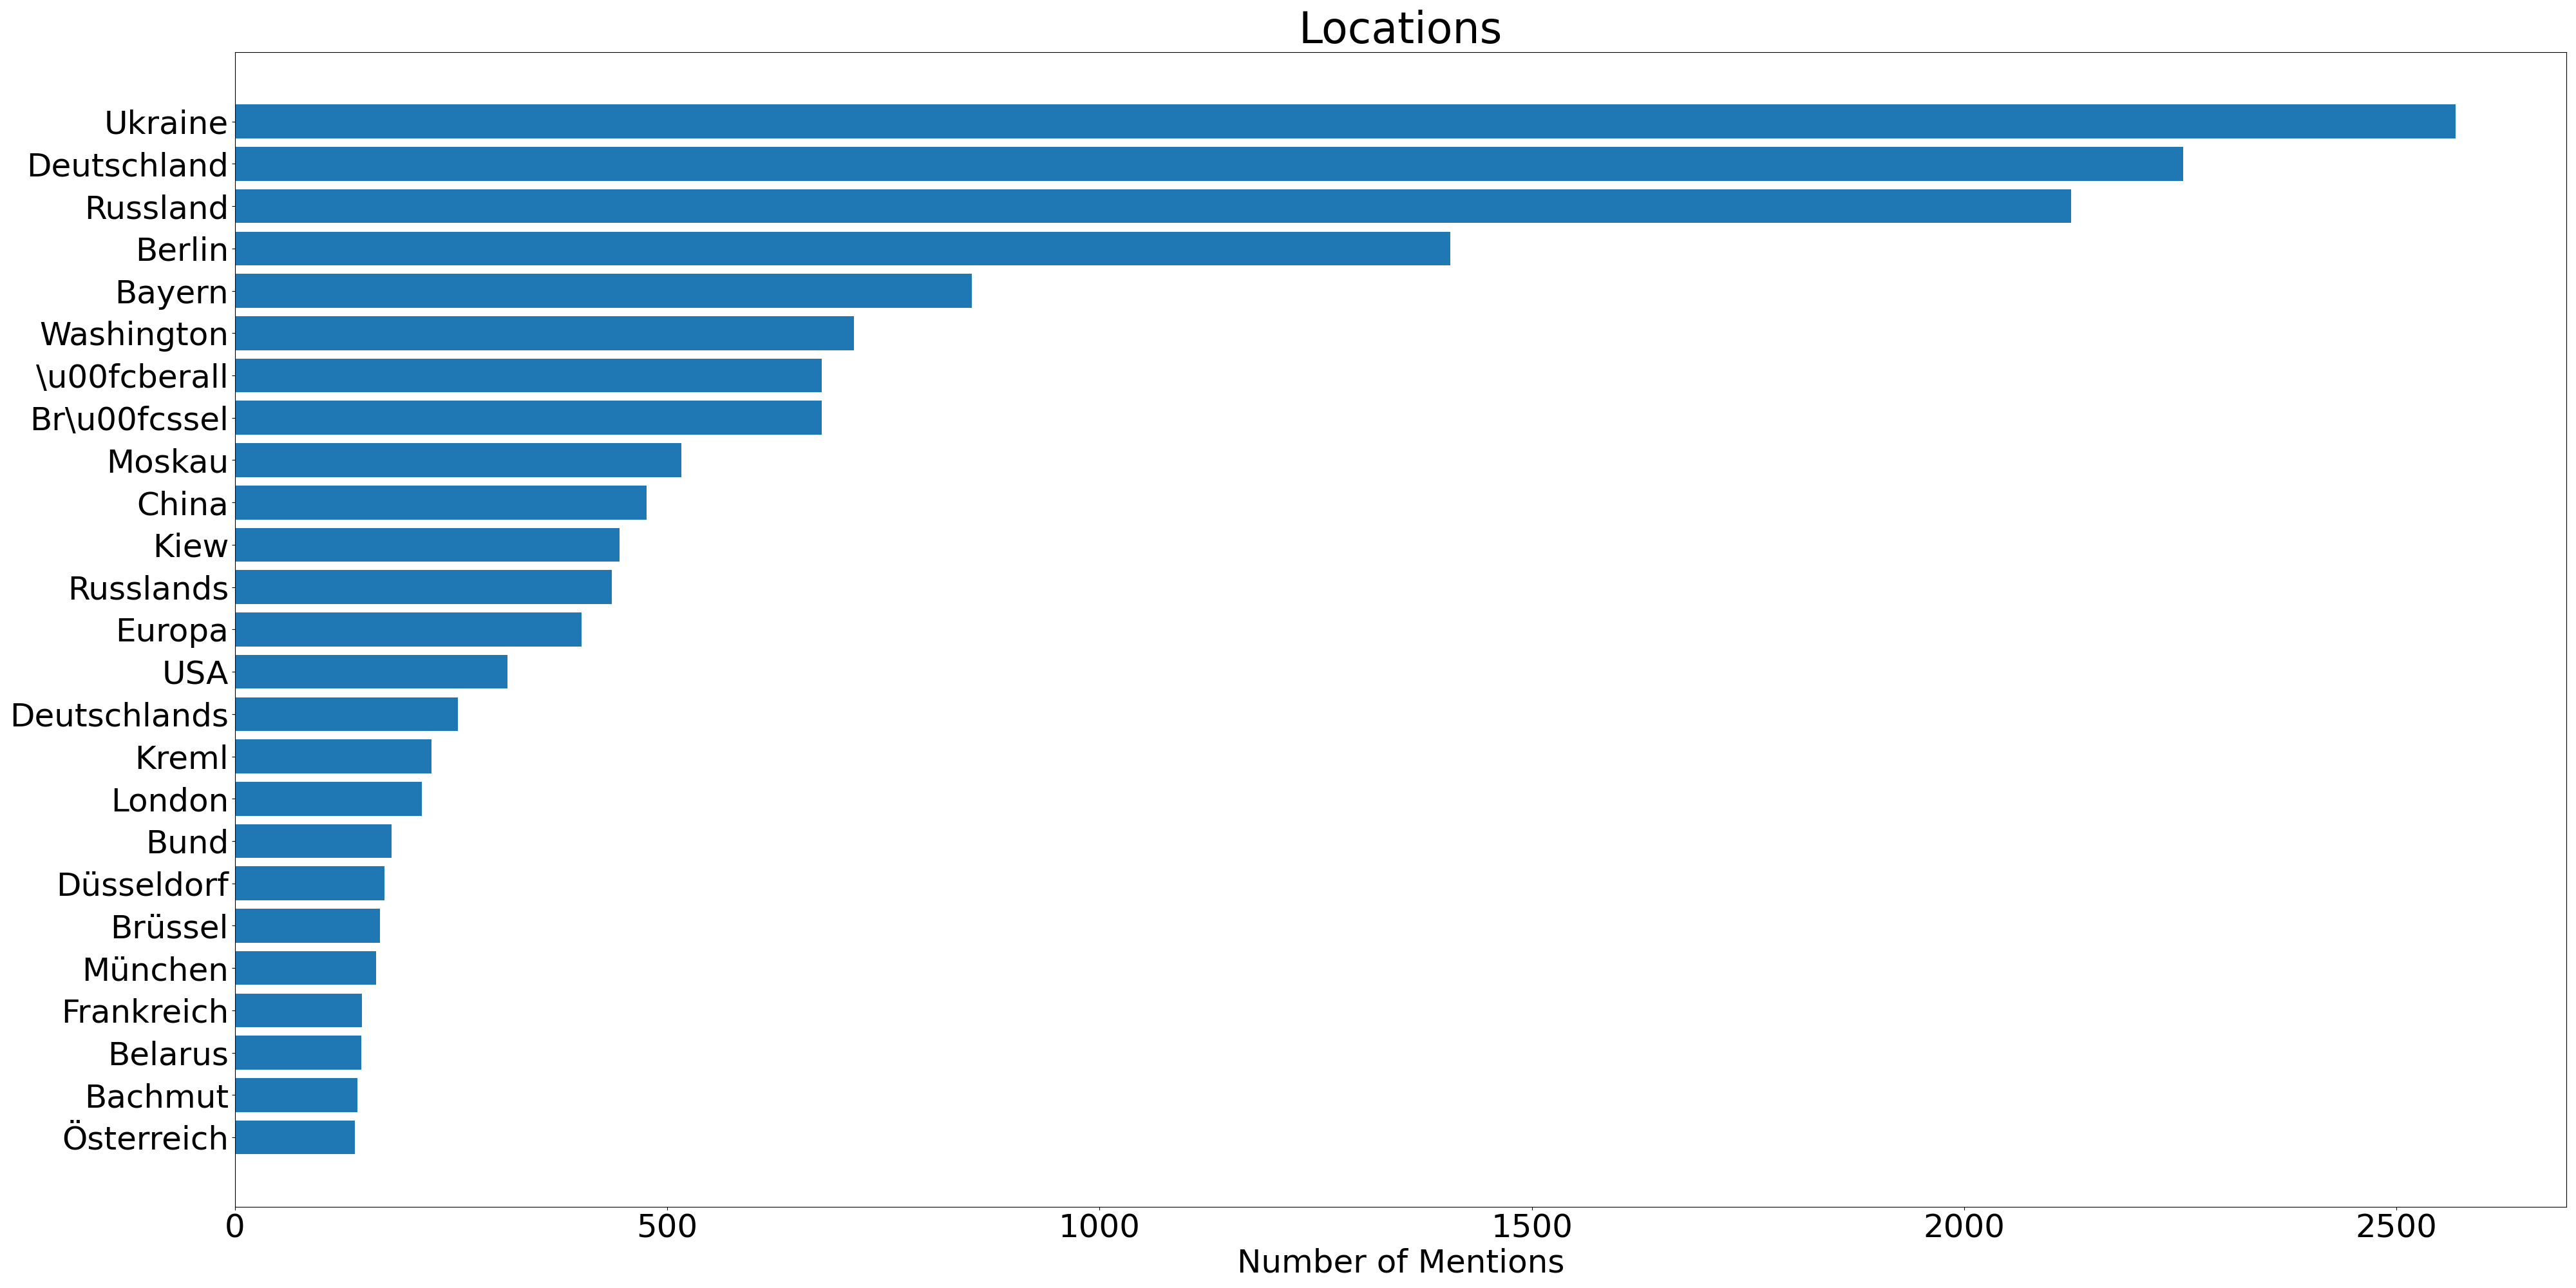 Locations
Ukraine
Deutschland
Russland
Berlin
Bayern
Washington
\u00fcberall
Br\u00fcssel
Moskau
China
Kiew
Russlands
Europa
USA
Deutschlands
Kreml
London
Bund
Düsseldorf
Brüssel
München
Frankreich
Belarus
Bachmut
Österreich
0 500 1000 1500 2000 2500
Number of Mentions